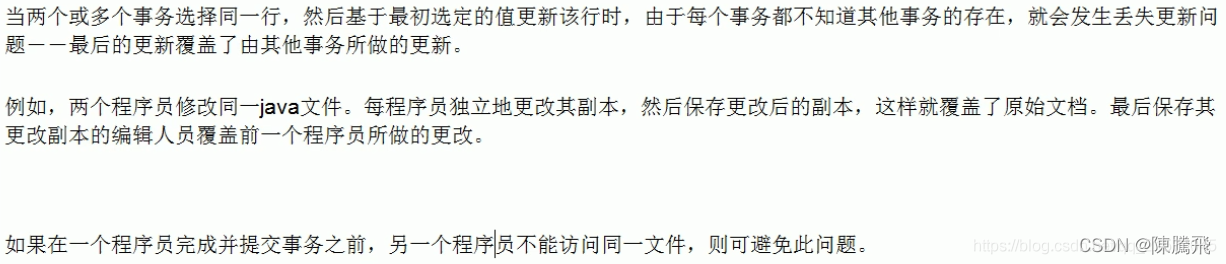 当两个或多个事务选择同一行，然后基于最初选定的值更新该行时，由于每个事务都不知道其他事务的存在，就会发生丢失更新问
题－－最后的更新覆盖了由其他事务所做的更新。
例如，两个程序员修改同一java文件。每程序员独立地更改其副本，然后保存更改后的副本，这样就覆盖了原始文档。最后保存其
更改副本的编辑人员覆盖前一个程序员所做的更改。
如果在一个程序员完成并提交事务之前，另一个程序员不能访问同一文件，则可避免此问题。
CSDN @陳騰飛